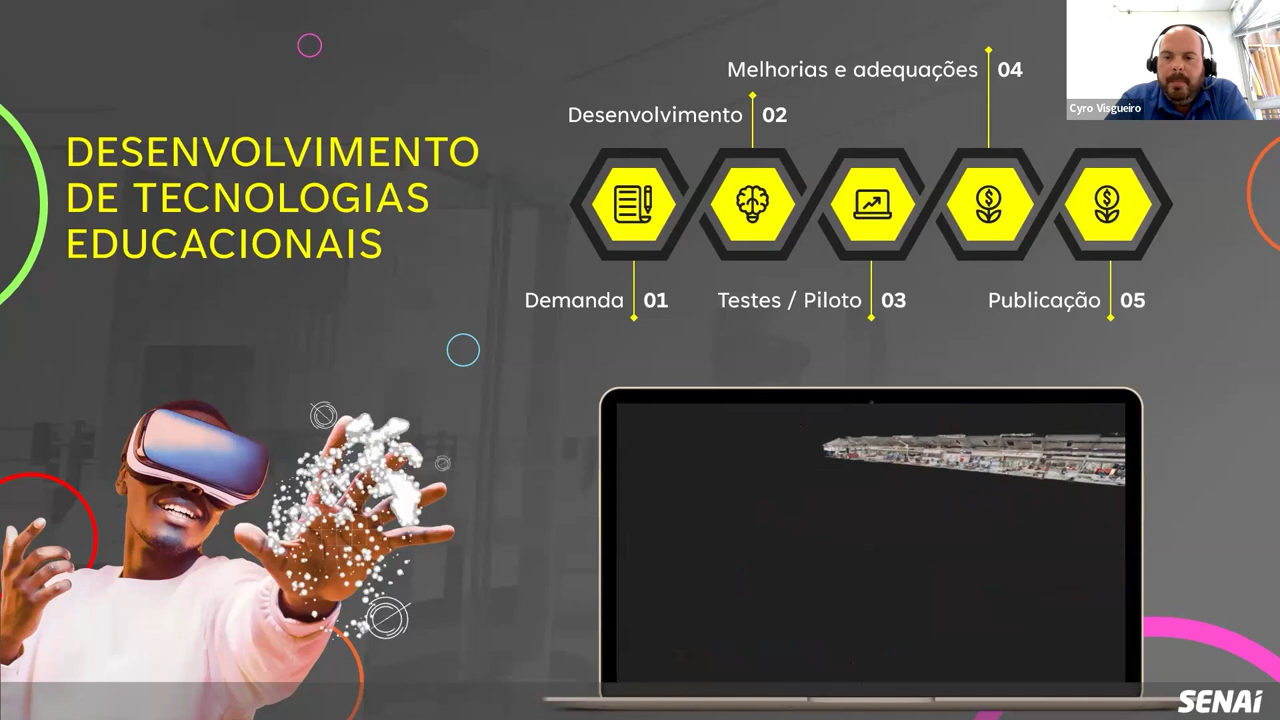 DESENVOLVIMENTO
DE TECNOLOGIAS
EDUCACIONAIS
Melhorias e adequações 04
Desenvolvimento 02
Demanda 01
Testes / Piloto 03
Publicação 05
Cyro Visgueiro
SENAI